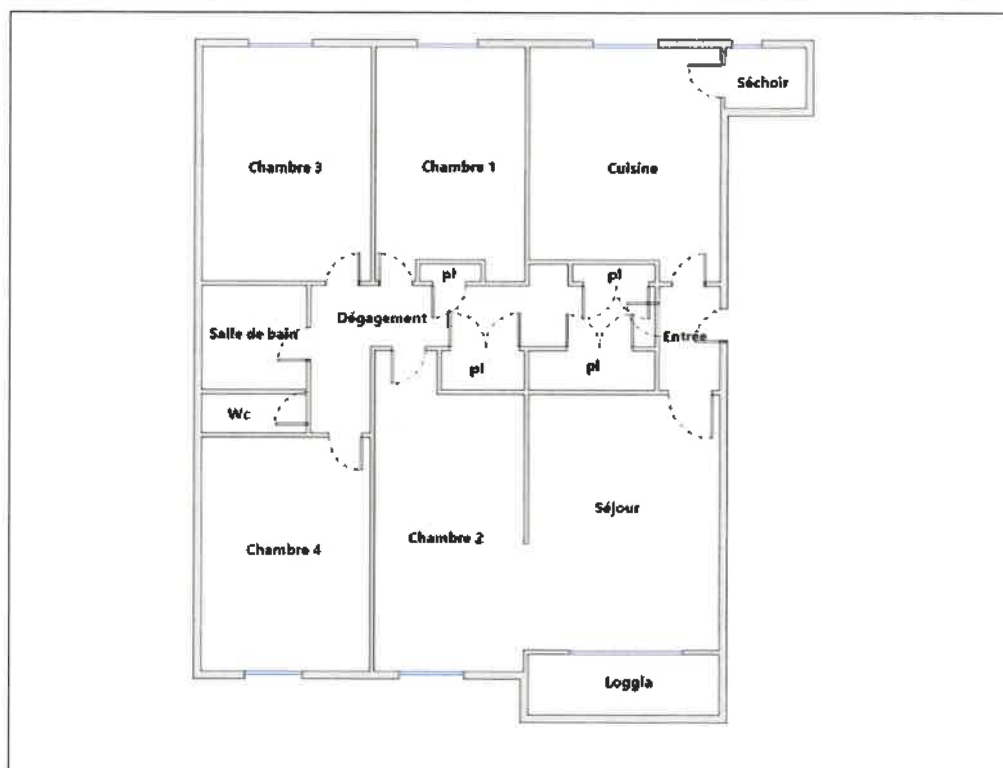 Séchoir
Chambre 3
Chambre 1
Cuisine
pl
pl
Dégagement
Salle de bain
Entrée
pl
pl
Wc
Séjour
Chambre 2
Chambre 4
Loggia